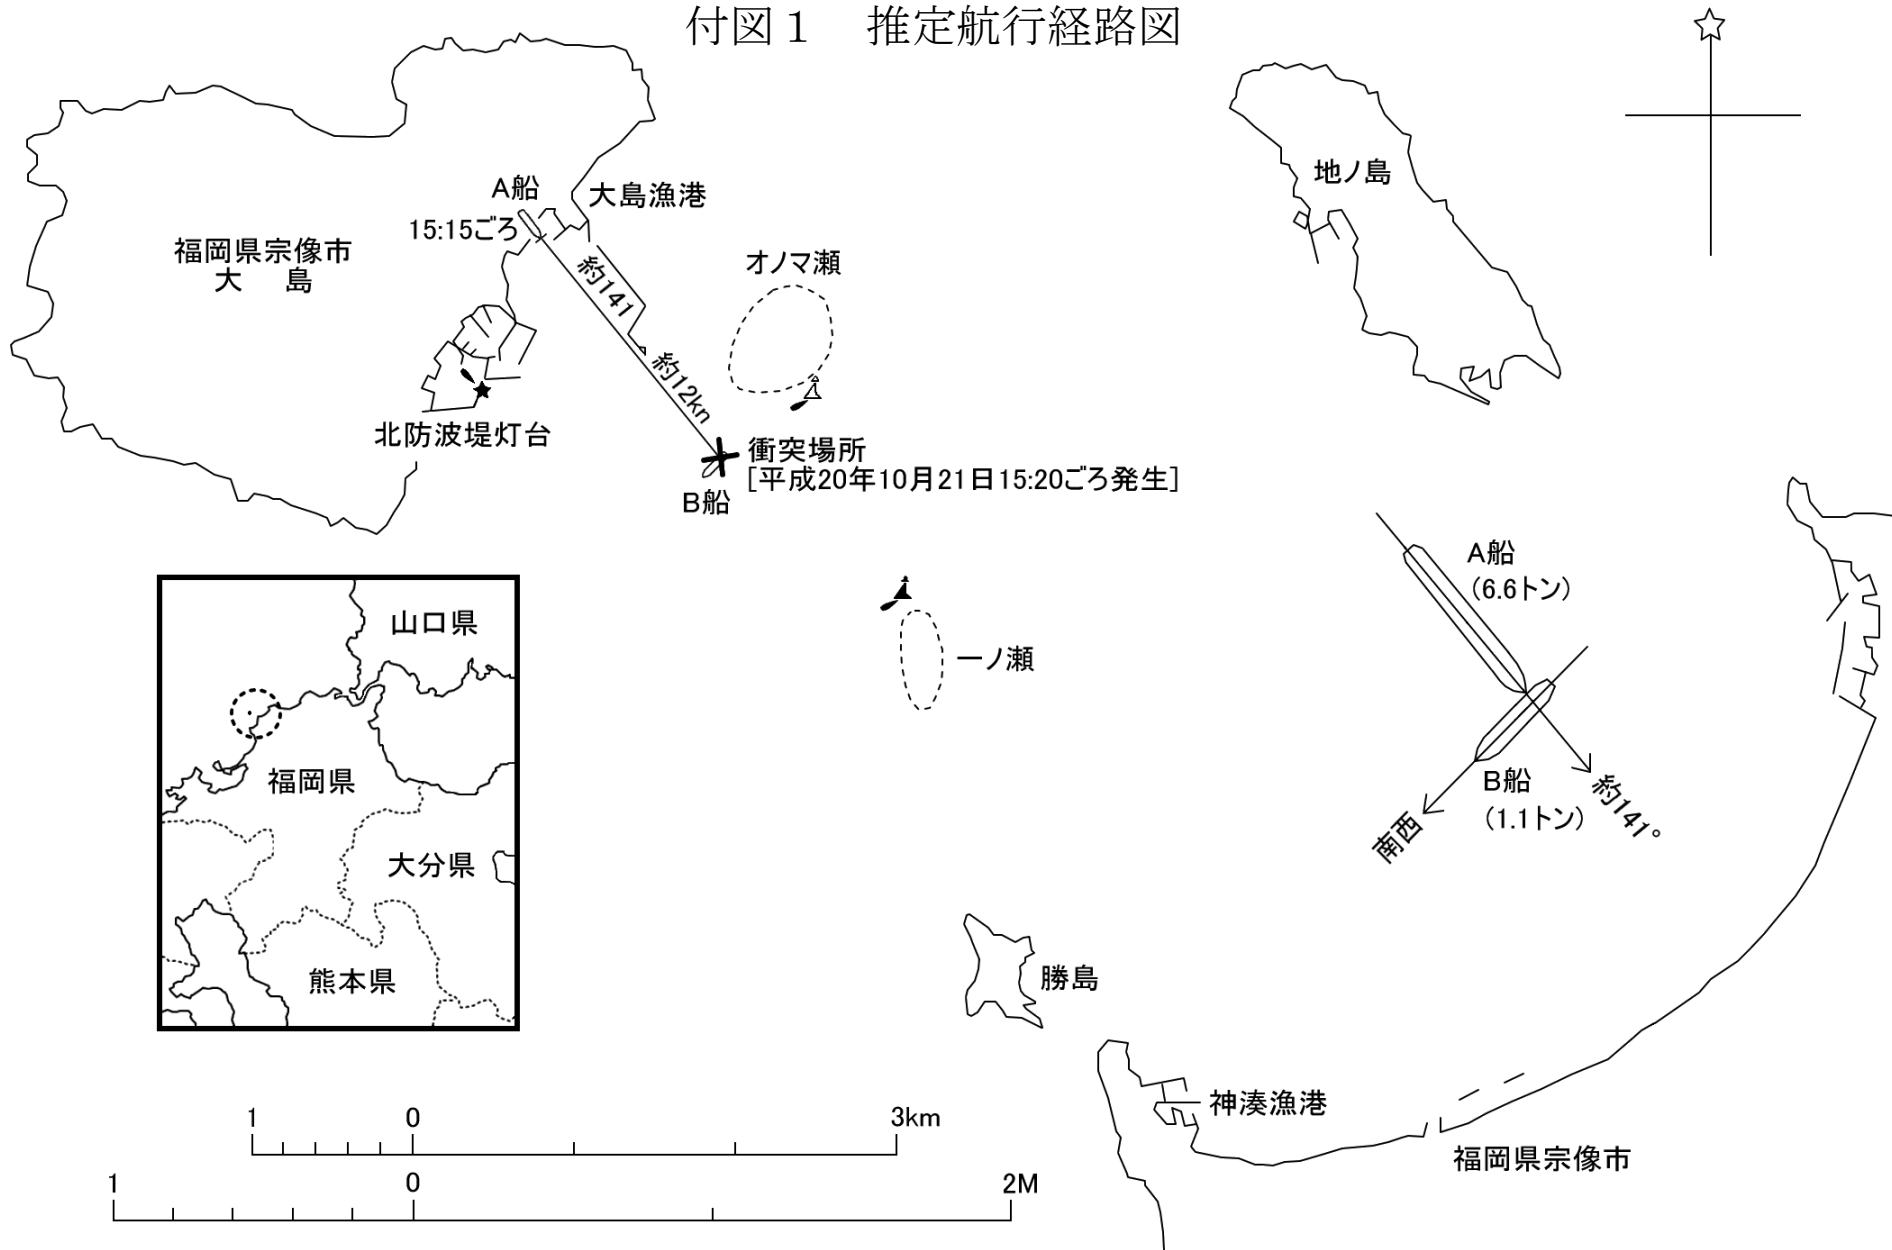 付図１　推定航行経路図
地ノ島
A船
大島漁港
15:15ごろ
福岡県宗像市
大　島
約141
オノマ瀬
約12kn
北防波堤灯台
衝突場所
[平成20年10月21日15:20ごろ発生]
B船
A船
(6.6トン)
山口県
一ノ瀬
福岡県
B船
(1.1トン)
約141°
南西
大分県
熊本県
勝島
神湊漁港
福岡県宗像市
1 0 3km
1 0 2M